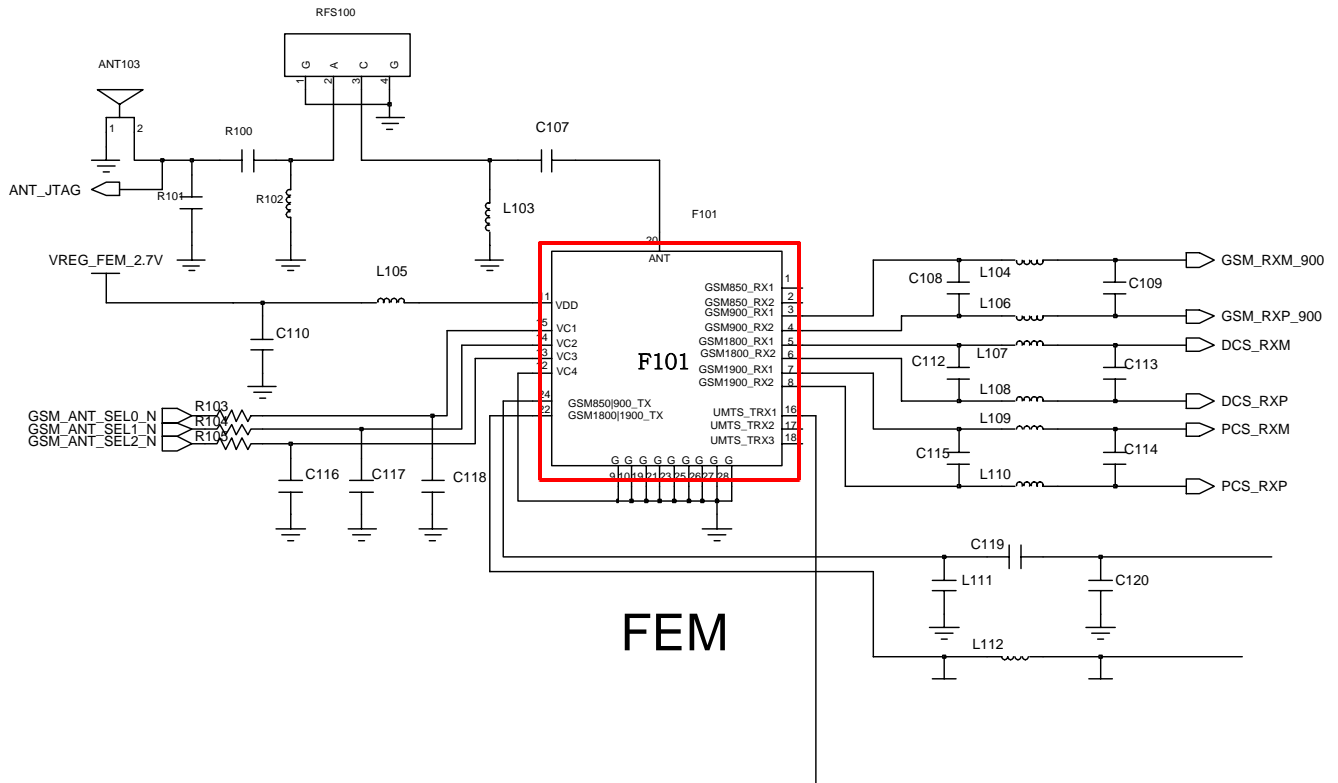 RFS100
G A C G
1 2 3 4
ANT103
1 2
R100
C107
ANT_JTAG
R101
R102
L103
F101
20
ANT
VREG_FEM_2.7V
L105
C110
VDD
VC1
VC2
VC3
VC4
24
22
GSM850|900_TX
GSM1800|1900_TX
F101
GSM850_RX1
GSM850_RX2
GSM900_RX1
GSM900_RX2
GSM1800_RX1
GSM1800_RX2
GSM1900_RX1
GSM1900_RX2
UMTS_TRX1
UMTS_TRX2
UMTS_TRX3
1
2
3
4
5
6
7
8
16
17
18
G G G G G G G G G
9 10 19 21 23 25 26 27 28
C108
L104
C109
GSM_RXM_900
L106
GSM_RXP_900
L107
DCS_RXM
C112
C113
L108
DCS_RXP
L109
PCS_RXM
C115
C114
L110
PCS_RXP
GSM_ANT_SEL0_N
GSM_ANT_SEL1_N
GSM_ANT_SEL2_N
R103
R104
R105
C116
C117
C118
C119
L111
C120
L112
FEM